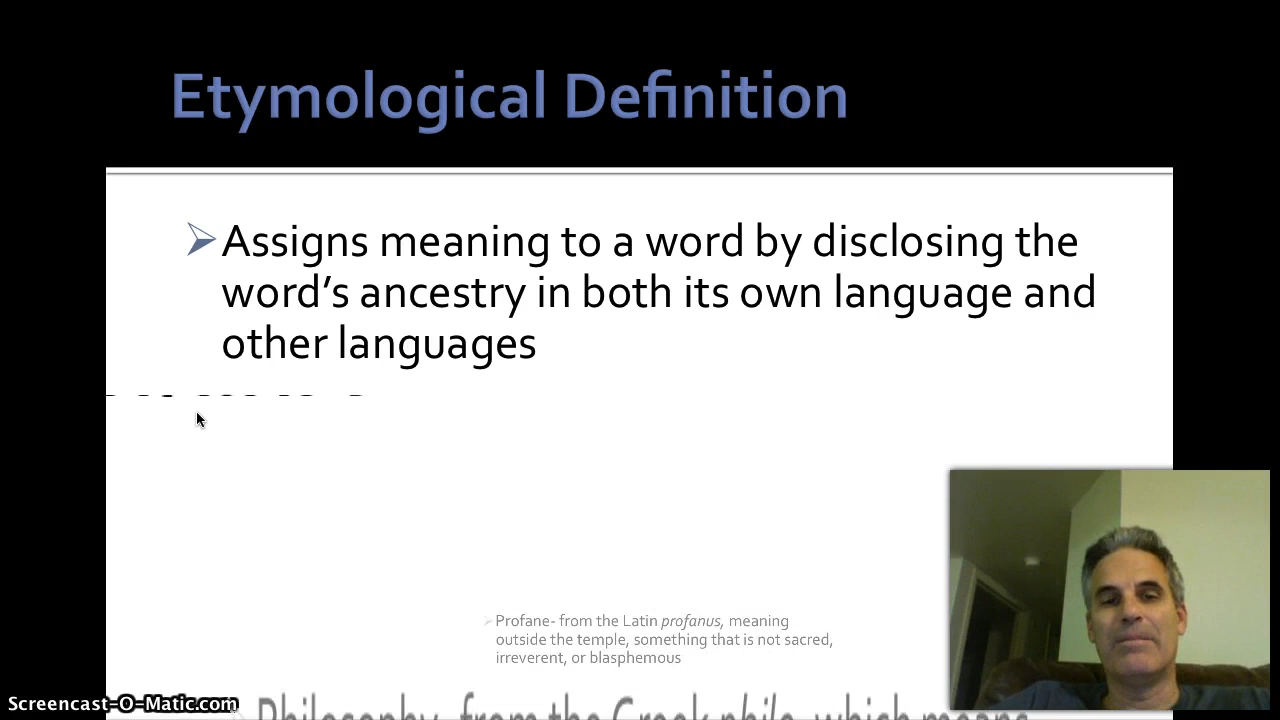 Etymological Definition
Assigns meaning to a word by disclosing the
word's ancestry in both its own language and
other languages
Profane- from the Latin profanus, meaning
outside the temple, something that is not sacred,
irreverent, or blasphemous
Philosophy, from the Greek philo, which means
Screencast-O-Matic.com